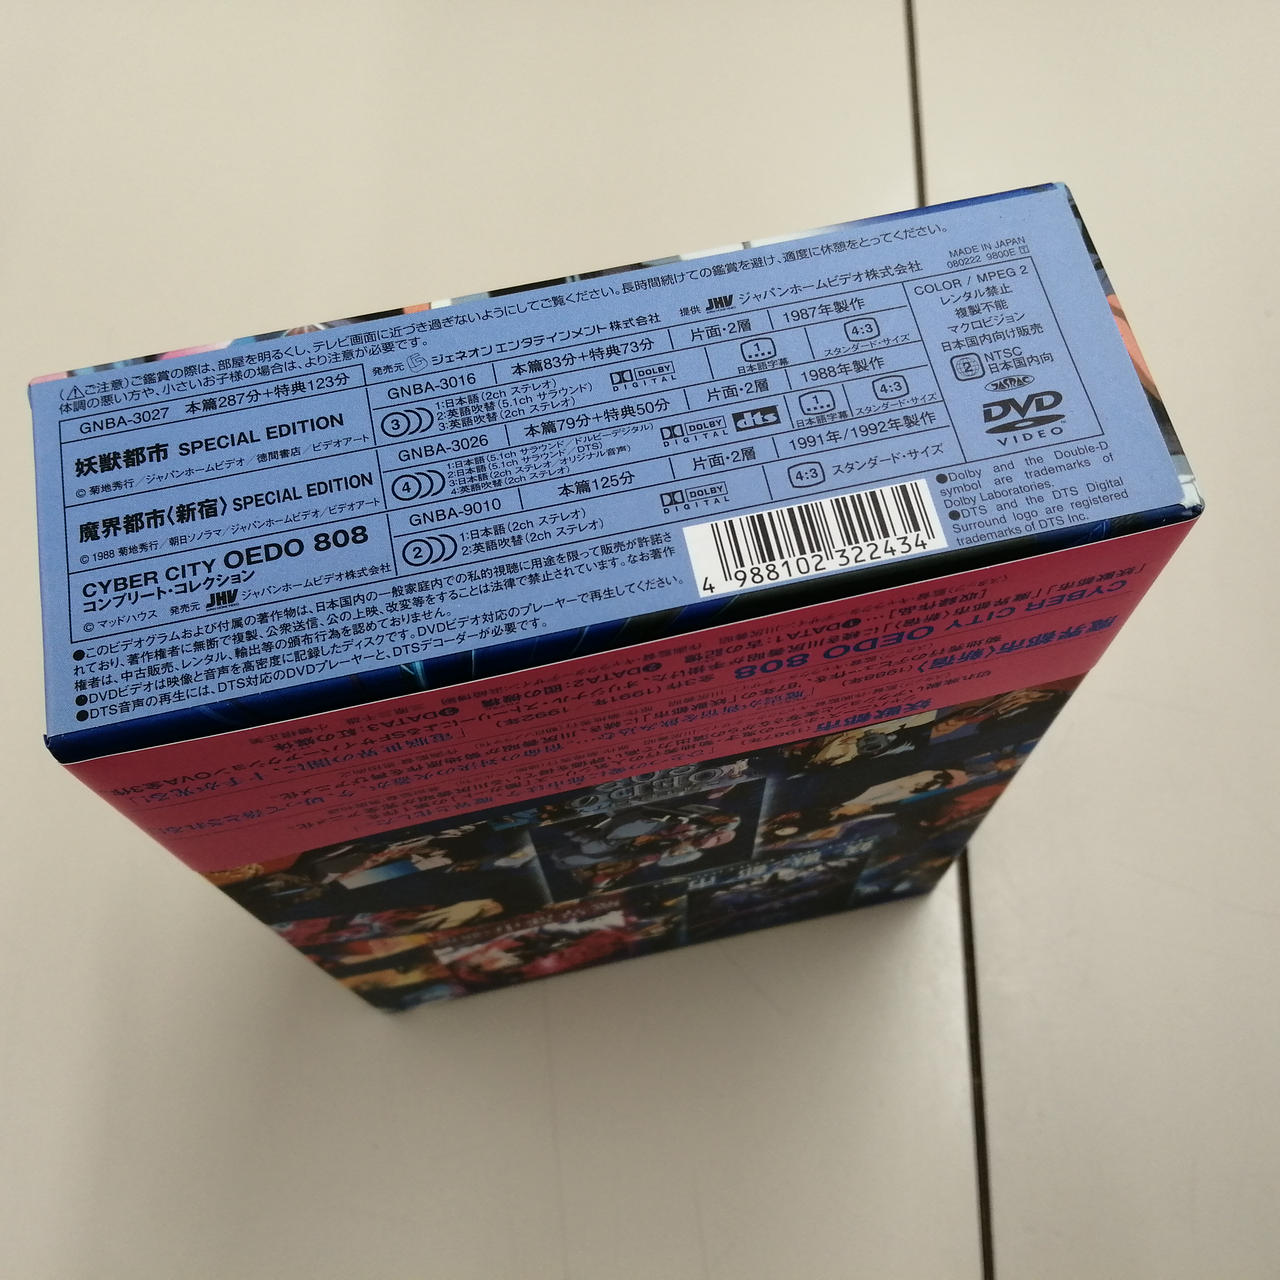 (⚠ご注意)ご鑑賞の際は、部屋を明るくし、テレビ画面に近づき過ぎないようにしてご覧ください。長時間続けての鑑賞を避け、適度に休憩をとってください。
体調の悪い方や、小さいお子様の場合は、より注意が必要です。
発売元 ジェネオン エンタテインメント株式会社 提供 JHV ジャパンホームビデオ株式会社
MADE IN JAPAN
080222 9800E
GNBA-3027 本篇287分+特典123分
妖獣都市 SPECIAL EDITION
© 菊地秀行/ジャパンホームビデオ/徳間書店/ビデオアート
GNBA-3016 本篇83分+特典73分 片面・2層 1987年製作
3 1:日本語(2ch ステレオ)
2:英語吹替(5.1ch サラウンド)
3:英語吹替(2ch ステレオ)
DOLBY DIGITAL
1 日本語字幕
4:3 スタンダード・サイズ
魔界都市〈新宿〉 SPECIAL EDITION
© 1988 菊地秀行/朝日ソノラマ/ジャパンホームビデオ/ビデオアート
GNBA-3026 本篇79分+特典50分 片面・2層 1988年製作
4 1:日本語(5.1ch サラウンド/ドルビーデジタル)
2:日本語(5.1ch サラウンド/DTS)
3:日本語(2ch ステレオ オリジナル音声)
4:英語吹替(2ch ステレオ)
DOLBY DIGITAL dts
1 日本語字幕
4:3 スタンダード・サイズ
CYBER CITY OEDO 808
コンプリート・コレクション
© マッドハウス 発売元 JHV ジャパンホームビデオ株式会社
GNBA-9010 本篇125分 片面・2層 1991年/1992年製作
2 1:日本語(2ch ステレオ)
2:英語吹替(2ch ステレオ)
DOLBY DIGITAL
4:3 スタンダード・サイズ
COLOR / MPEG 2
レンタル禁止
複製不能
マクロビジョン
日本国内向け販売
2 NTSC
日本国内向
JASRAC
DVD
VIDEO
●このビデオグラムおよび付属の著作物は、日本国内の一般家庭内での私的視聴に用途を限って販売が許諾さ
れており、著作権者に無断で複製、公衆送信、公の上映、改変等をすることは法律で禁止されています。なお著作
権者は、中古販売、レンタル、輸出等の頒布行為を認めておりません。
●DVDビデオは映像と音声を高密度に記録したディスクです。DVDビデオ対応のプレーヤーで再生してください。
●DTS音声の再生には、DTS対応のDVDプレーヤーと、DTSデコーダーが必要です。
4 988102 322434
●Dolby and the Double-D
symbol are trademarks of
Dolby Laboratories.
●DTS and the DTS Digital
Surround logo are registered
trademarks of DTS Inc.
CYBER CITY OEDO 808
魔界都市〈新宿〉
妖獣都市